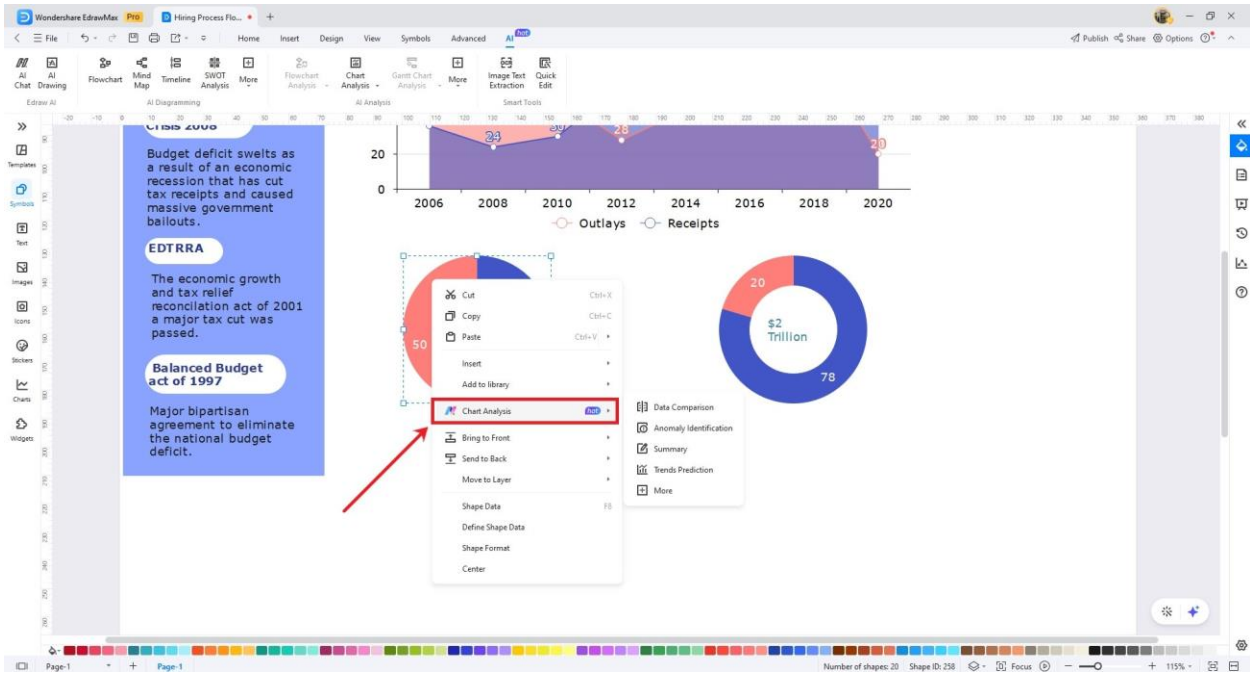 Wondershare EdrawMax Pro Hiring Process Flo...
File Home Insert Design View Symbols Advanced AI hot Publish Share Options
AI Chat
AI Drawing
Flowchart
Mind Map
Timeline
SWOT Analysis
More
Flowchart Analysis
Chart Analysis
Gantt Chart Analysis
More
Image Text Extraction
Quick Edit
Edraw AI AI Diagramming AI Analysis Smart Tools
Templates
Symbols
Text
Images
Icons
Stickers
Charts
Widgets
Crisis 2008
Budget deficit swelts as
a result of an economic
recession that has cut
tax receipts and caused
massive government
bailouts.
EDTRRA
The economic growth
and tax relief
reconcilation act of 2001
a major tax cut was
passed.
Balanced Budget
act of 1997
Major bipartisan
agreement to eliminate
the national budget
deficit.
24 30 28 20
20
0
2006 2008 2010 2012 2014 2016 2018 2020
Outlays Receipts
50
20
$2
Trillion
78
Cut Ctrl+X
Copy Ctrl+C
Paste Ctrl+V
Insert
Add to library
Chart Analysis hot
Bring to Front
Send to Back
Move to Layer
Shape Data F8
Define Shape Data
Shape Format
Center
Data Comparison
Anomaly Identification
Summary
Trends Prediction
More
Page-1 Page-1 Number of shapes: 20 Shape ID: 258 Focus 115%